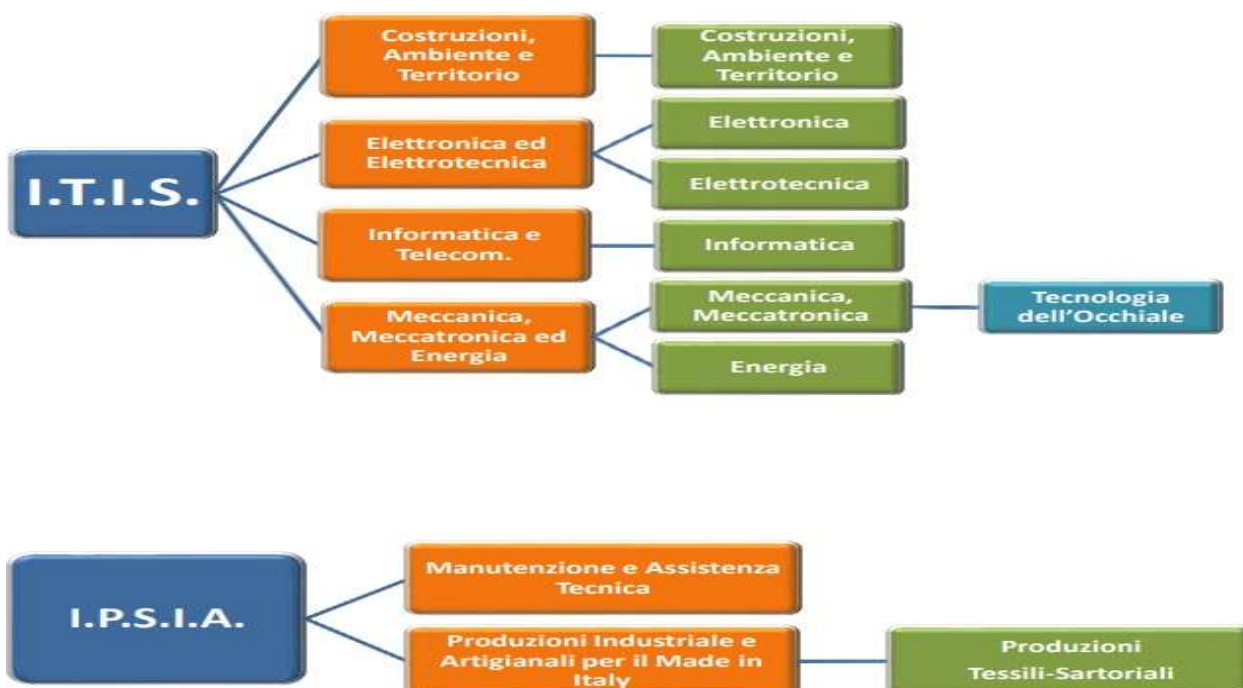 I.T.I.S.
Costruzioni,
Ambiente e
Territorio
Costruzioni,
Ambiente e
Territorio
Elettronica ed
Elettrotecnica
Elettronica
Elettrotecnica
Informatica e
Telecom.
Informatica
Meccanica,
Meccatronica ed
Energia
Meccanica,
Meccatronica
Tecnologia
dell'Occhiale
Energia
I.P.S.I.A.
Manutenzione e Assistenza
Tecnica
Produzioni Industriale e
Artigianali per il Made in
Italy
Produzioni
Tessili-Sartoriali